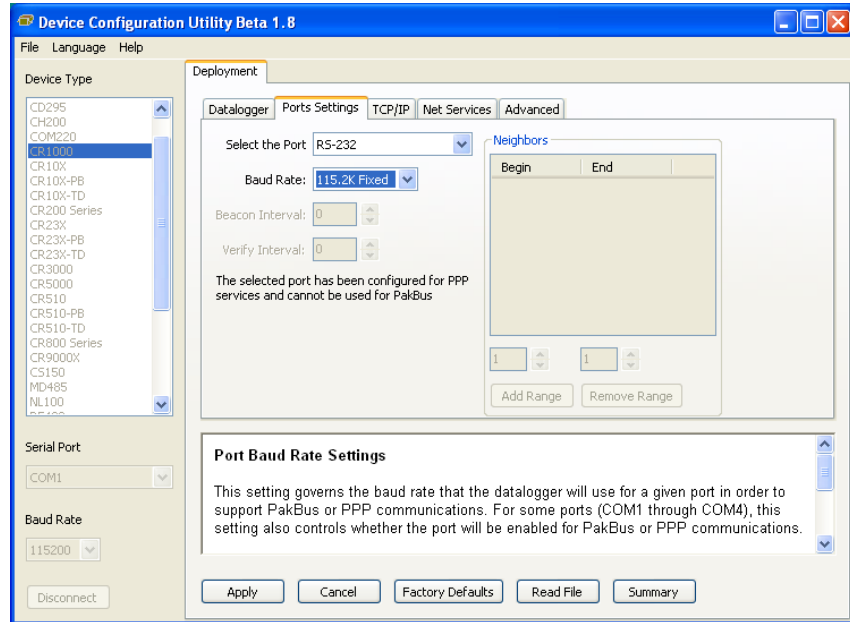 Device Configuration Utility Beta 1.8
File Language Help
Device Type
CD295
CH200
COM220
CR1000
CR10X
CR10X-PB
CR10X-TD
CR200 Series
CR23X
CR23X-PB
CR23X-TD
CR3000
CR5000
CR510
CR510-PB
CR510-TD
CR800 Series
CR9000X
CS150
MD485
NL100
Serial Port
COM1
Baud Rate
115200
Disconnect
Deployment
Datalogger Ports Settings TCP/IP Net Services Advanced
Select the Port RS-232
Baud Rate: 115.2K Fixed
Beacon Interval: 0
Verify Interval: 0
The selected port has been configured for PPP
services and cannot be used for PakBus
Neighbors
Begin End
1 1
Add Range Remove Range
Port Baud Rate Settings
This setting governs the baud rate that the datalogger will use for a given port in order to
support PakBus or PPP communications. For some ports (COM1 through COM4), this
setting also controls whether the port will be enabled for PakBus or PPP communications.
Apply Cancel Factory Defaults Read File Summary